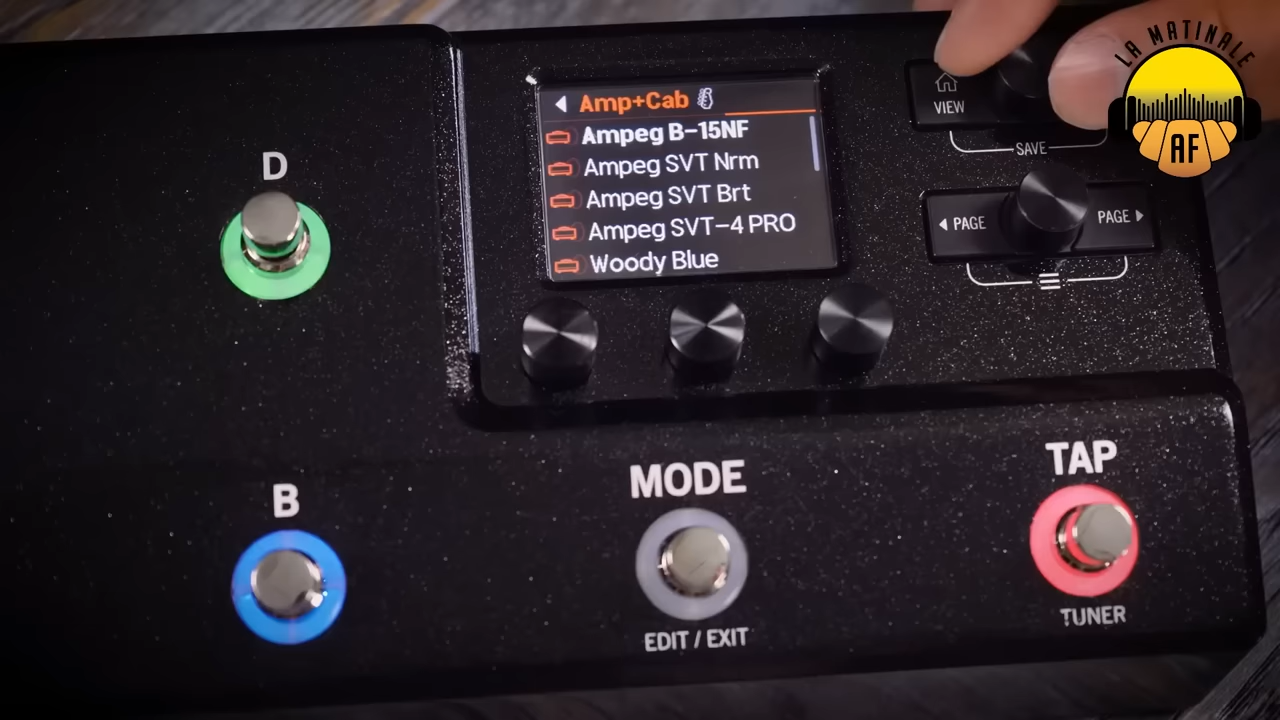 LA MATINALE
AF
D
Amp+Cab
Ampeg B-15NF
Ampeg SVT Nrm
Ampeg SVT Brt
Ampeg SVT-4 PRO
Woody Blue
VIEW
SAVE
PAGE
PAGE
B
MODE
EDIT / EXIT
TAP
TUNER